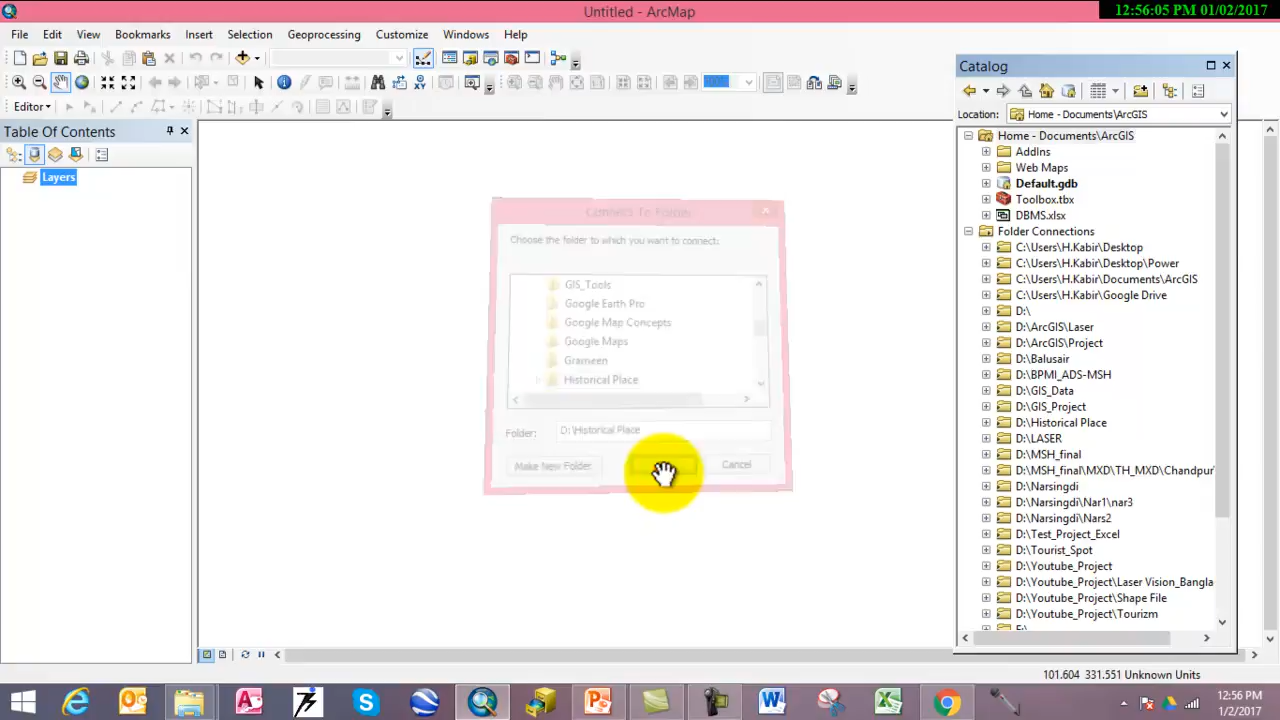 Untitled - ArcMap
12:56:05 PM 01/02/2017
File Edit View Bookmarks Insert Selection Geoprocessing Customize Windows Help
Editor
Table Of Contents
Layers
Connect To Folder
Choose the folder to which you want to connect:
GIS_Tools
Google Earth Pro
Google Map Concepts
Google Maps
Grameen
Historical Place
Folder: D:\Historical Place
Make New Folder
Cancel
Catalog
Location: Home - Documents\ArcGIS
Home - Documents\ArcGIS
AddIns
Web Maps
Default.gdb
Toolbox.tbx
DBMS.xlsx
Folder Connections
C:\Users\H.Kabir\Desktop
C:\Users\H.Kabir\Desktop\Power
C:\Users\H.Kabir\Documents\ArcGIS
C:\Users\H.Kabir\Google Drive
D:\
D:\ArcGIS\Laser
D:\ArcGIS\Project
D:\Balusair
D:\BPMI_ADS-MSH
D:\GIS_Data
D:\GIS_Project
D:\Historical Place
D:\LASER
D:\MSH_final
D:\MSH_final\MXD\TH_MXD\Chandpur
D:\Narsingdi
D:\Narsingdi\Nar1\nar3
D:\Narsingdi\Nars2
D:\Test_Project_Excel
D:\Tourist_Spot
D:\Youtube_Project
D:\Youtube_Project\Laser Vision_Bangla
D:\Youtube_Project\Shape File
D:\Youtube_Project\Tourizm
101.604 331.551 Unknown Units
12:56 PM
1/2/2017